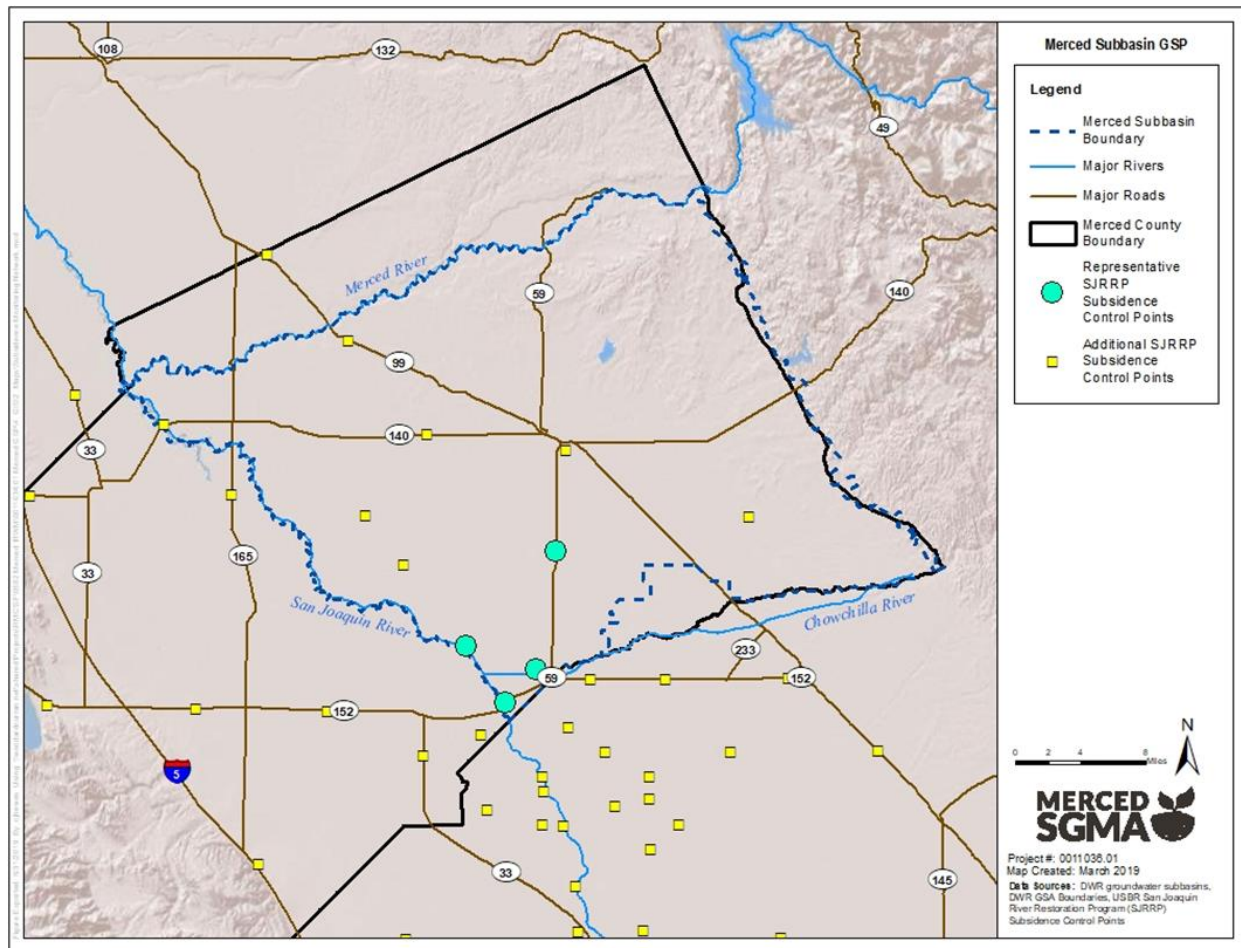 Merced Subbasin GSP
Legend
Merced Subbasin
Boundary
Major Rivers
Major Roads
Merced County
Boundary
Representative
SJRRP
Subsidence
Control Points
Additional SJRRP
Subsidence
Control Points
108
132
49
Merced River
59
140
99
140
33
165
33
San Joaquin River
Chowchilla River
233
59
152
152
5
33
145
N
0 2 4 8
Miles
MERCED
SGMA
Project #: 0011036.01
Map Created: March 2019
Data Sources: DWR groundwater subbasins,
DWR GSA Boundaries, USBR San Joaquin
River Restoration Program (SJRRP)
Subsidence Control Points